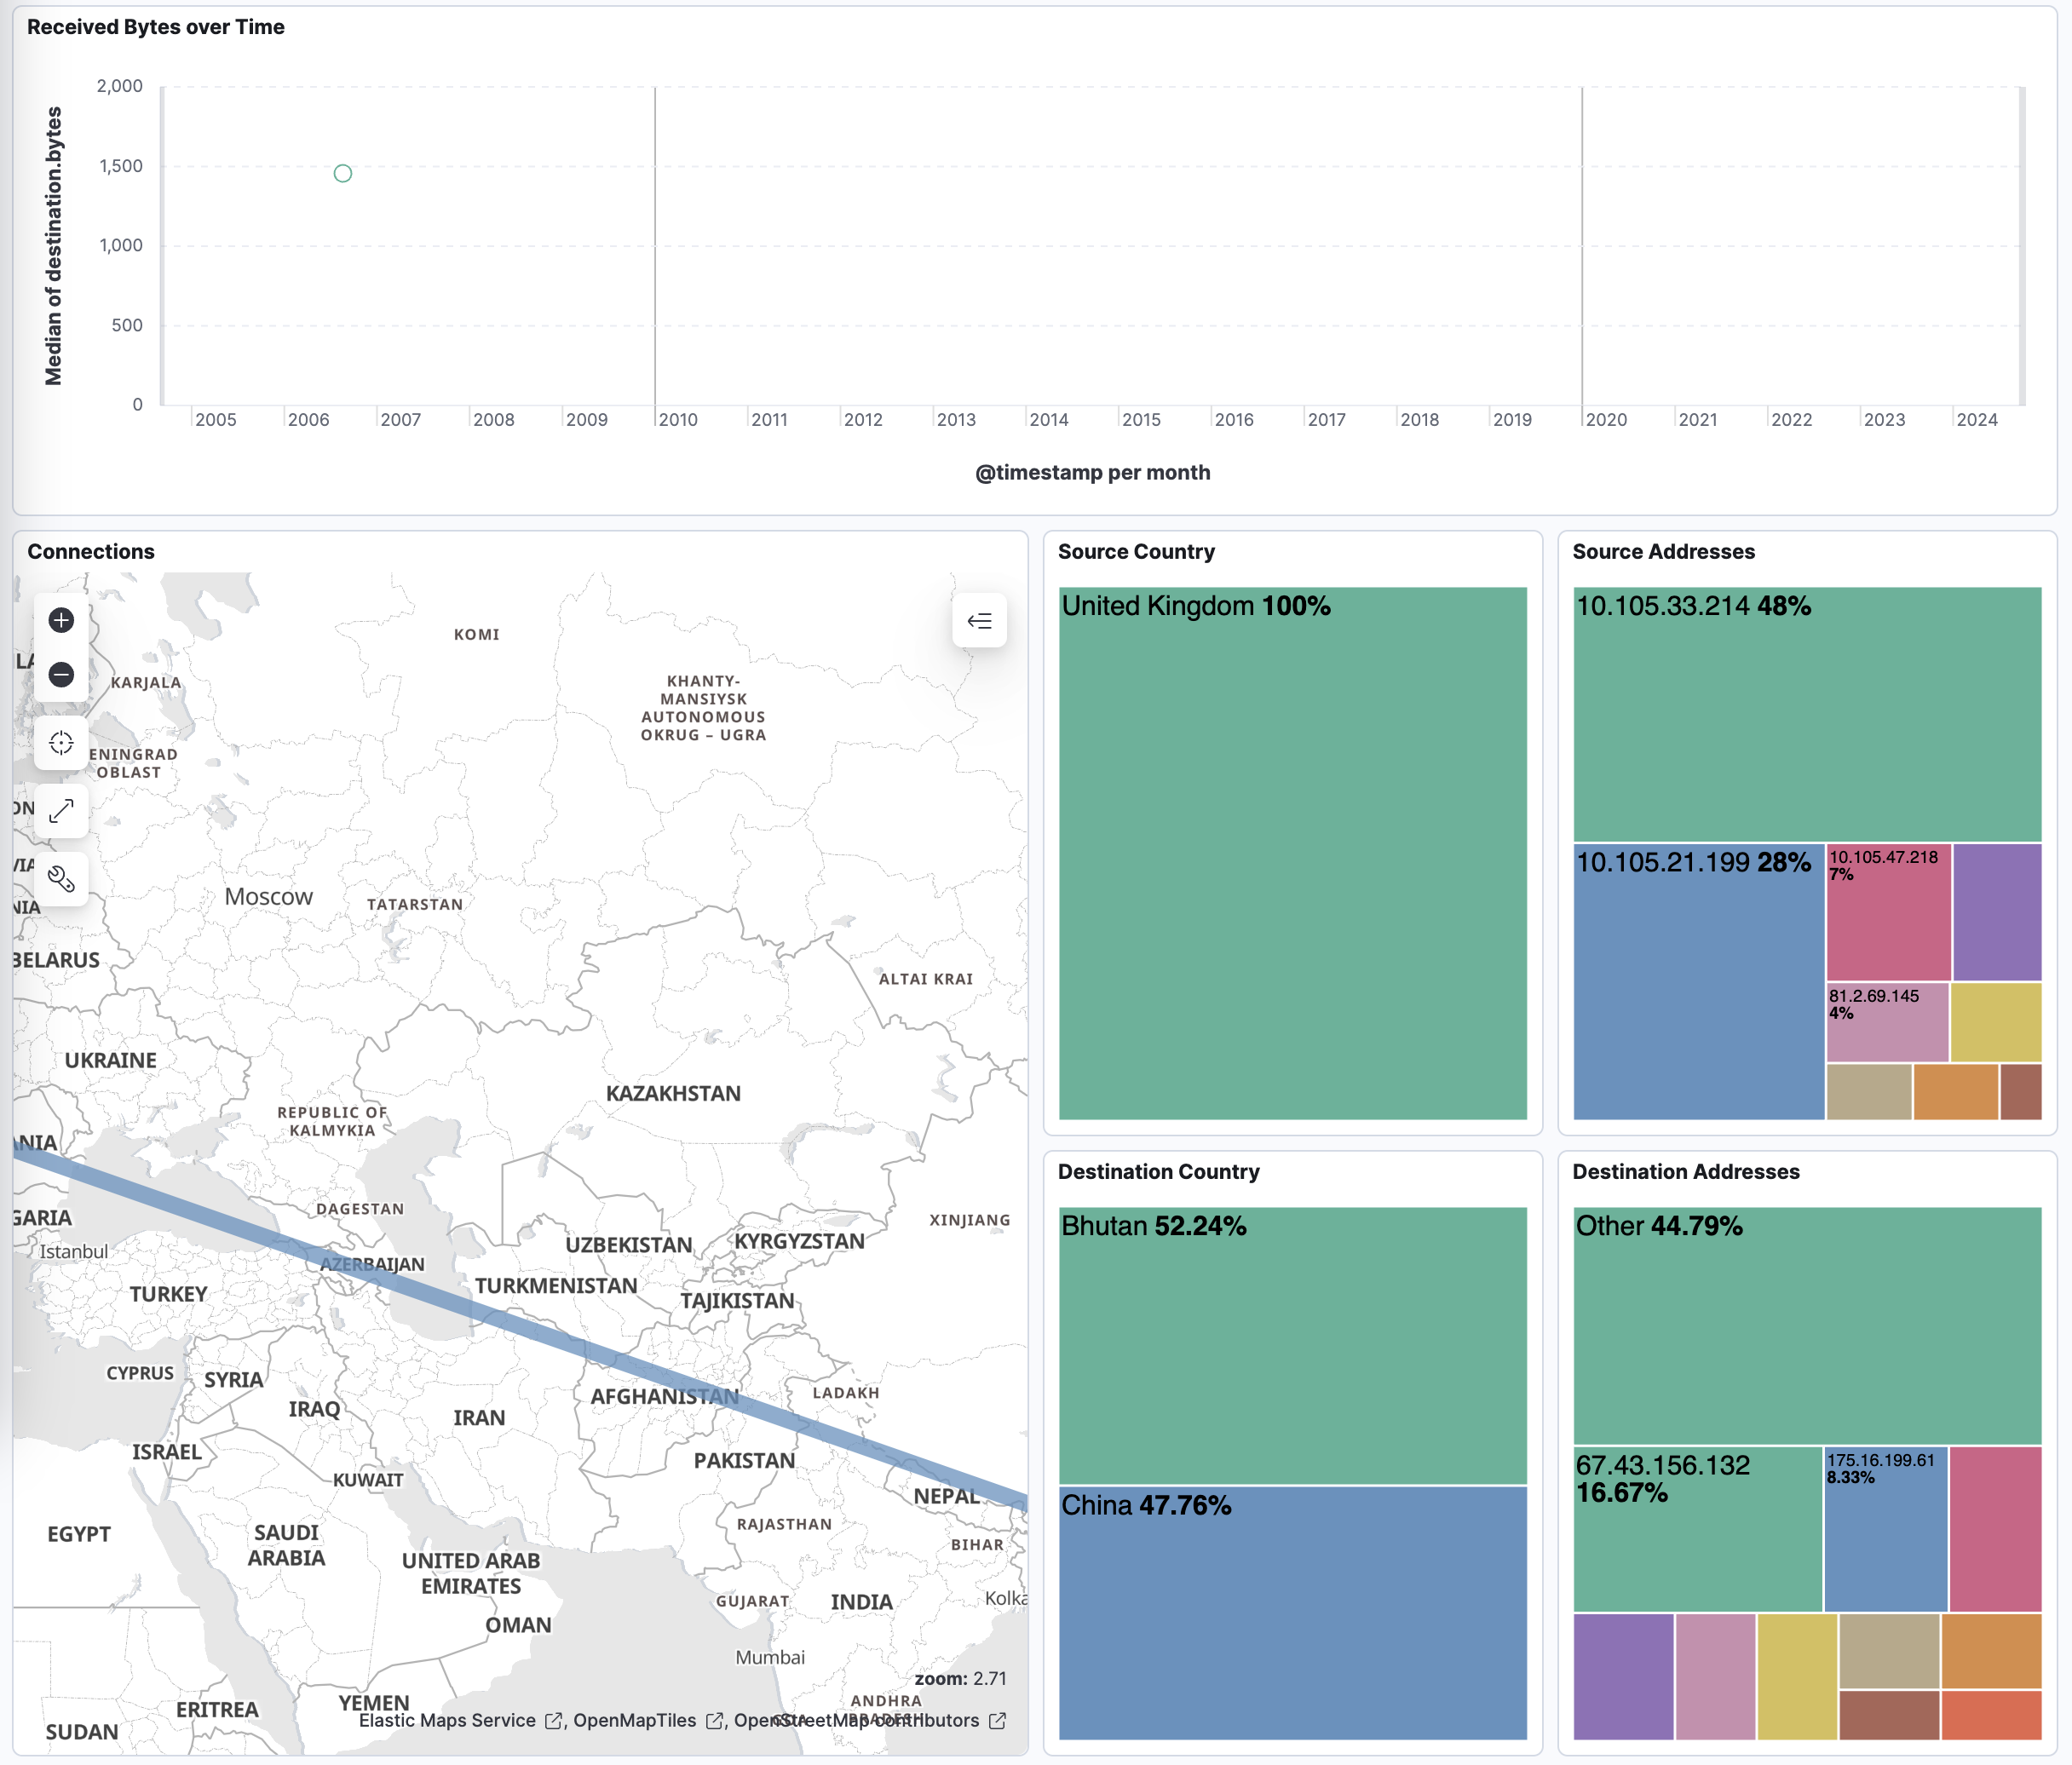 Received Bytes over Time
Median of destination.bytes
2,000
1,500
1,000
500
0
2005 2006 2007 2008 2009 2010 2011 2012 2013 2014 2015 2016 2017 2018 2019 2020 2021 2022 2023 2024
@timestamp per month
Connections
KOMI
KARJALA
KHANTY-
MANSIYSK
AUTONOMOUS
OKRUG – UGRA
ENINGRAD
OBLAST
Moscow
TATARSTAN
BELARUS
ALTAI KRAI
UKRAINE
KAZAKHSTAN
REPUBLIC OF
KALMYKIA
NIA
GARIA
DAGESTAN
XINJIANG
Istanbul
UZBEKISTAN
KYRGYZSTAN
AZERBAIJAN
TURKEY
TURKMENISTAN
TAJIKISTAN
CYPRUS
SYRIA
AFGHANISTAN
LADAKH
IRAQ
IRAN
ISRAEL
PAKISTAN
KUWAIT
NEPAL
EGYPT
SAUDI
ARABIA
RAJASTHAN
BIHAR
UNITED ARAB
EMIRATES
GUJARAT
INDIA
Kolka
OMAN
Mumbai
zoom: 2.71
ERITREA
YEMEN
ANDHRA
PRADESH
GOA
SUDAN
Elastic Maps Service , OpenMapTiles , OpenStreetMap contributors
Source Country
United Kingdom 100%
Source Addresses
10.105.33.214 48%
10.105.21.199 28%
10.105.47.218
7%
81.2.69.145
4%
Destination Country
Bhutan 52.24%
China 47.76%
Destination Addresses
Other 44.79%
67.43.156.132
16.67%
175.16.199.61
8.33%